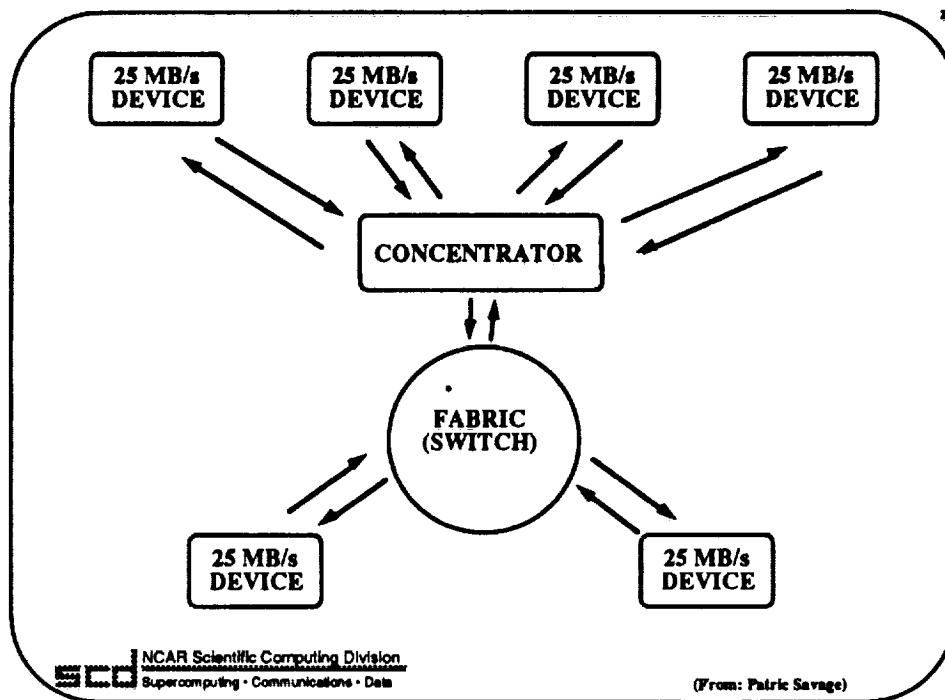 25 MB/s
DEVICE
25 MB/s
DEVICE
25 MB/s
DEVICE
25 MB/s
DEVICE
CONCENTRATOR
FABRIC
(SWITCH)
25 MB/s
DEVICE
25 MB/s
DEVICE
scd
NCAR Scientific Computing Division
Supercomputing • Communications • Data
(From: Patric Savage)